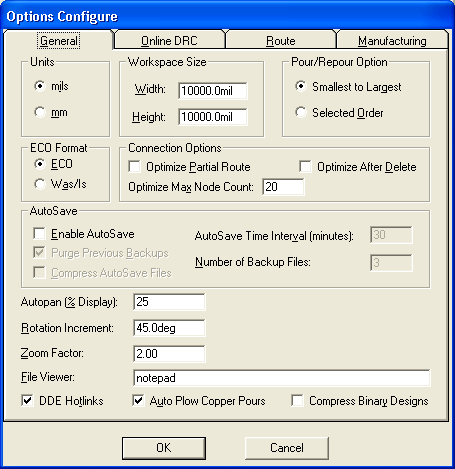 Options Configure
General
Online DRC
Route
Manufacturing
Units
mils
mm
Workspace Size
Width: 10000.0mil
Height: 10000.0mil
Pour/Repour Option
Smallest to Largest
Selected Order
ECO Format
ECO
Was/Is
Connection Options
Optimize Partial Route
Optimize After Delete
Optimize Max Node Count: 20
AutoSave
Enable AutoSave
Purge Previous Backups
Compress AutoSave Files
AutoSave Time Interval (minutes): 30
Number of Backup Files: 3
Autopan (% Display): 25
Rotation Increment: 45.0deg
Zoom Factor: 2.00
File Viewer: notepad
DDE Hotlinks
Auto Plow Copper Pours
Compress Binary Designs
OK
Cancel